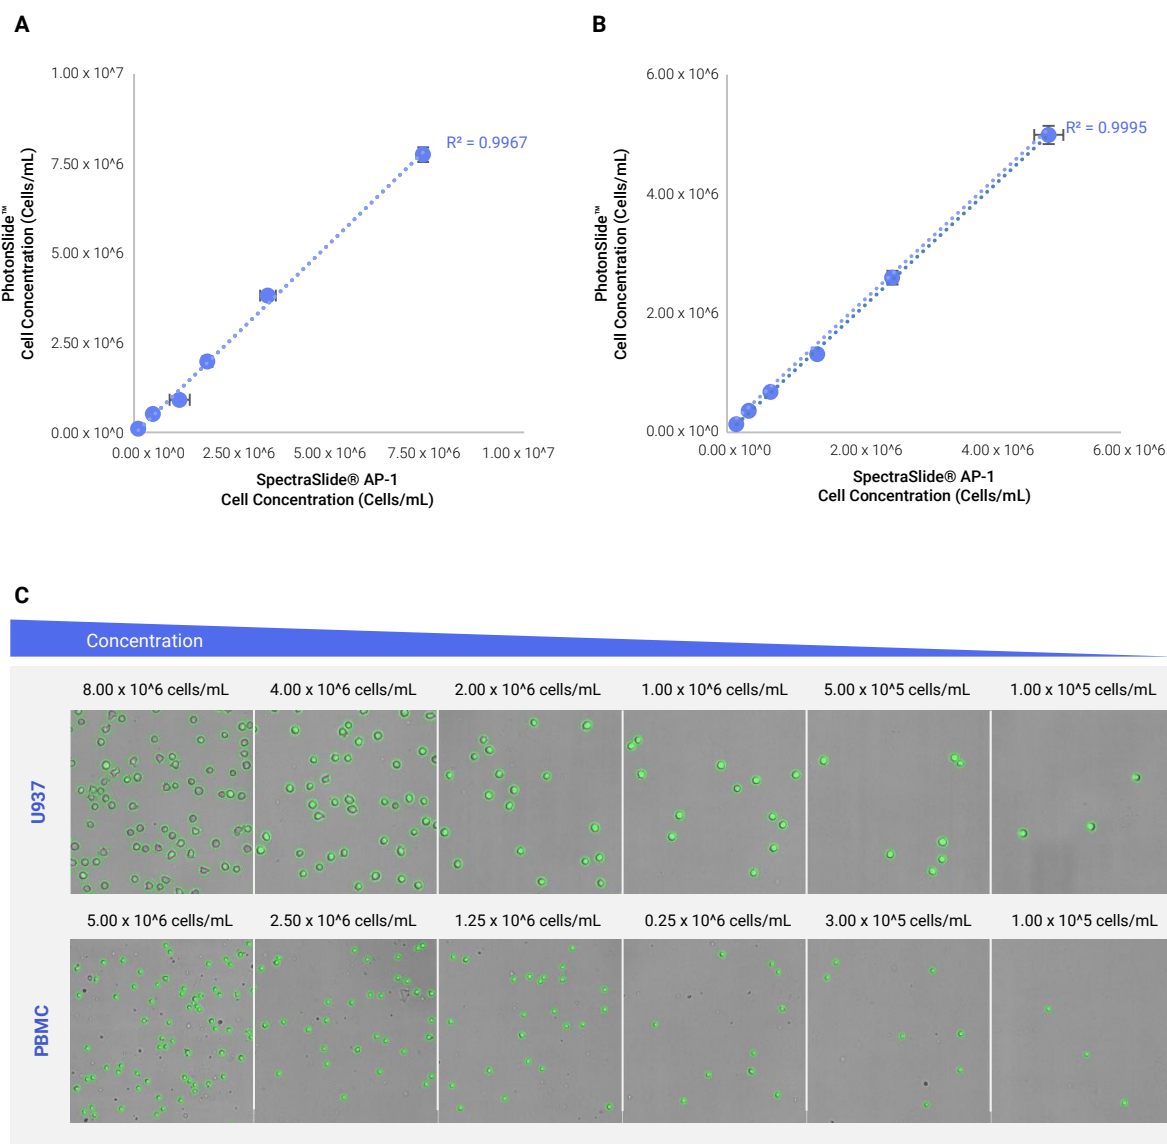 A
1.00 x 10^7
7.50 x 10^6
5.00 x 10^6
2.50 x 10^6
0.00 x 10^0
PhotonSlide™
Cell Concentration (Cells/mL)
R² = 0.9967
0.00 x 10^0 2.50 x 10^6 5.00 x 10^6 7.50 x 10^6 1.00 x 10^7
SpectraSlide® AP-1
Cell Concentration (Cells/mL)
B
6.00 x 10^6
4.00 x 10^6
2.00 x 10^6
0.00 x 10^0
PhotonSlide™
Cell Concentration (Cells/mL)
R² = 0.9995
0.00 x 10^0 2.00 x 10^6 4.00 x 10^6 6.00 x 10^6
SpectraSlide® AP-1
Cell Concentration (Cells/mL)
C
Concentration
8.00 x 10^6 cells/mL 4.00 x 10^6 cells/mL 2.00 x 10^6 cells/mL 1.00 x 10^6 cells/mL 5.00 x 10^5 cells/mL 1.00 x 10^5 cells/mL
U937
5.00 x 10^6 cells/mL 2.50 x 10^6 cells/mL 1.25 x 10^6 cells/mL 0.25 x 10^6 cells/mL 3.00 x 10^5 cells/mL 1.00 x 10^5 cells/mL
PBMC